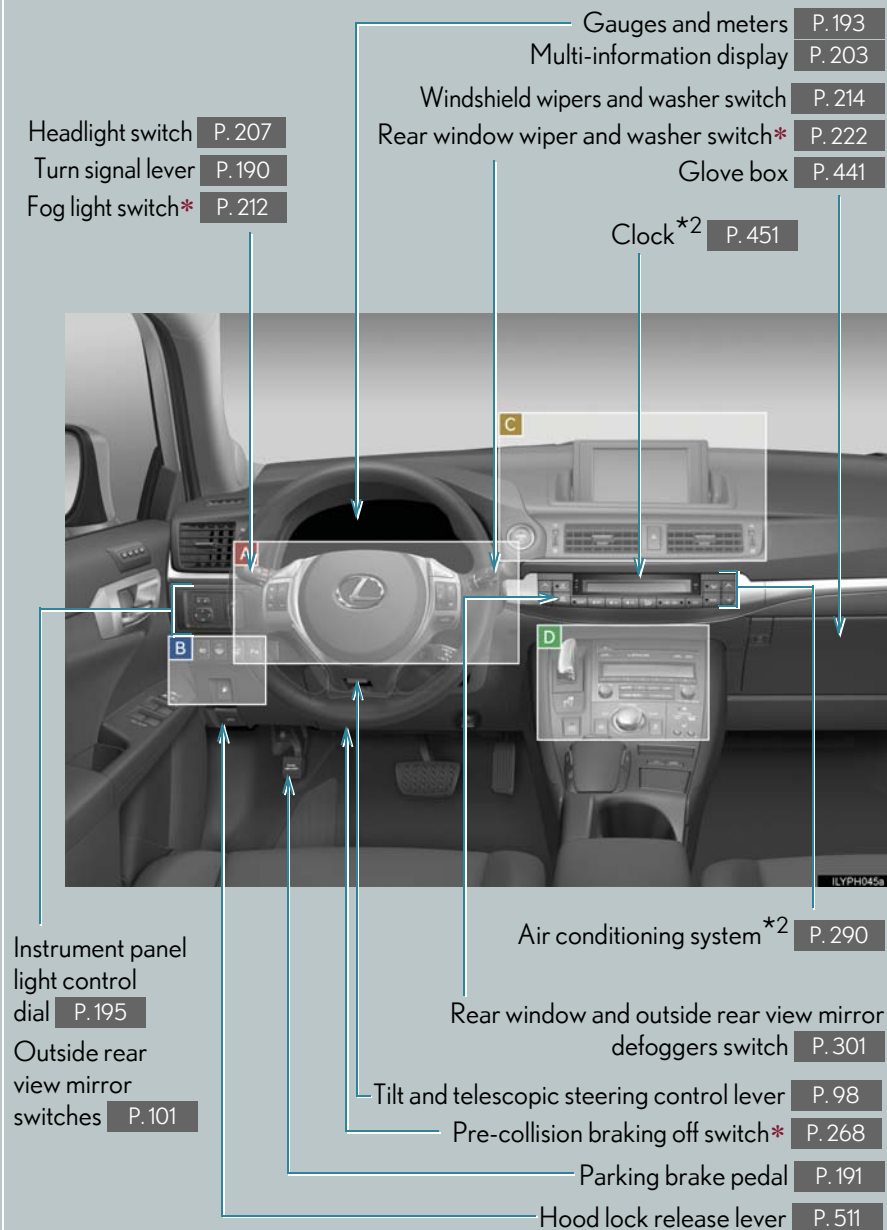 Gauges and meters P.193
Multi-information display P.203
Windshield wipers and washer switch P.214
Rear window wiper and washer switch* P.222
Glove box P.441
Headlight switch P.207
Turn signal lever P.190
Fog light switch* P.212
Clock*2 P.451
C
A
B
D
ILYPH045a
Instrument panel
light control
dial P.195
Outside rear
view mirror
switches P.101
Air conditioning system*2 P.290
Rear window and outside rear view mirror
defoggers switch P.301
Tilt and telescopic steering control lever P.98
Pre-collision braking off switch* P.268
Parking brake pedal P.191
Hood lock release lever P.511